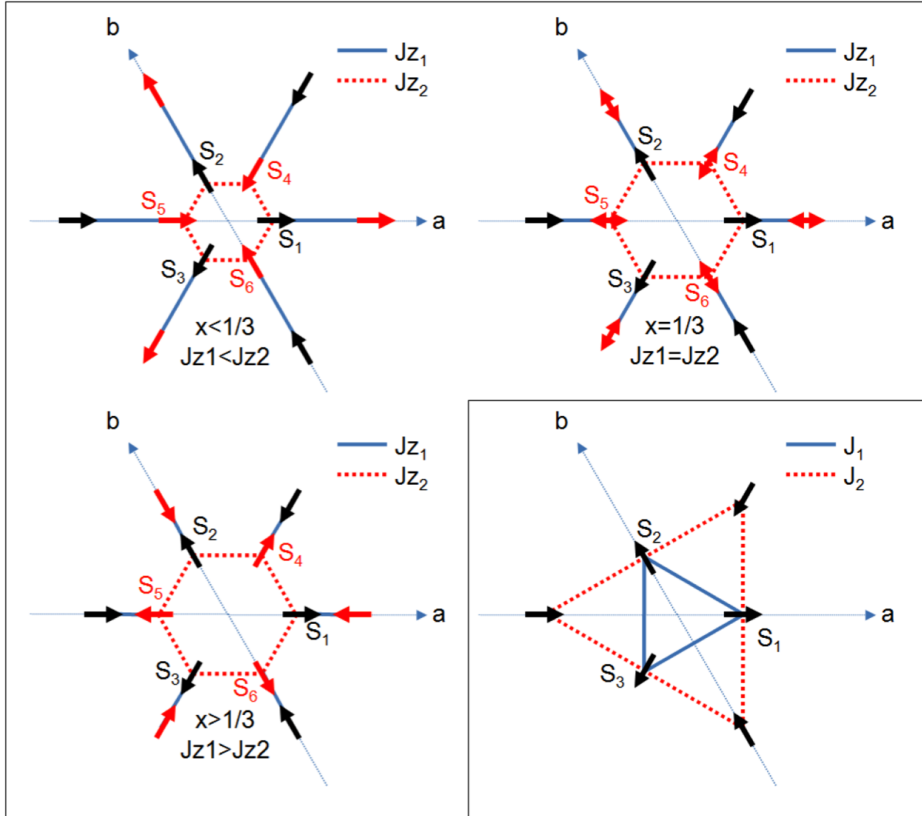 b
Jz₁
Jz₂
S₂
S₄
S₅
a
S₁
S₃
S₆
x<1/3
Jz1<Jz2
b
Jz₁
Jz₂
S₂
S₄
S₅
a
S₁
S₃
S₆
x=1/3
Jz1=Jz2
b
Jz₁
Jz₂
S₂
S₄
S₅
a
S₁
S₃
S₆
x>1/3
Jz1>Jz2
b
J₁
J₂
S₂
a
S₁
S₃